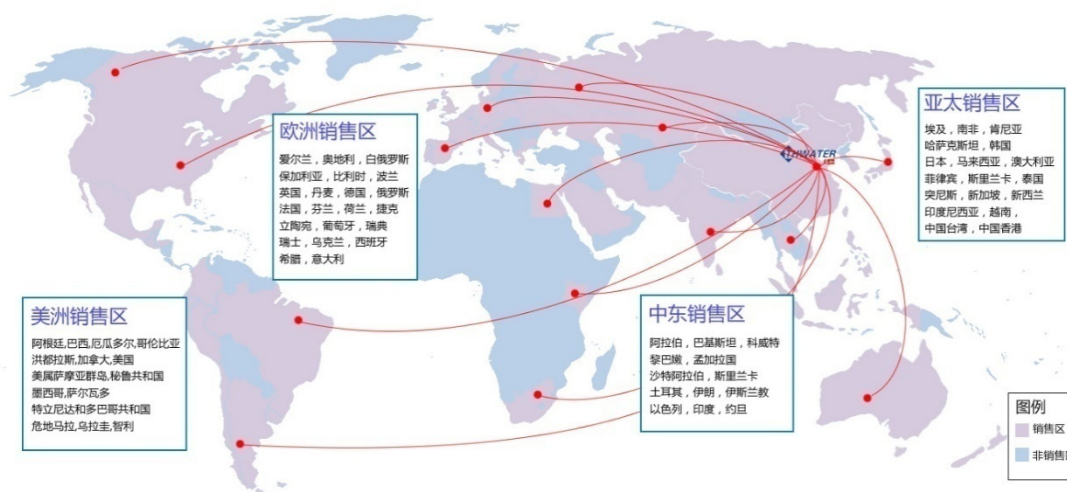 欧洲销售区
爱尔兰，奥地利，白俄罗斯
保加利亚，比利时，波兰
英国，丹麦，德国，俄罗斯
法国，芬兰，荷兰，捷克
立陶宛，葡萄牙，瑞典
瑞士，乌克兰，西班牙
希腊，意大利
HWATER
亚太销售区
埃及，南非，肯尼亚
哈萨克斯坦，韩国
日本，马来西亚，澳大利亚
菲律宾，斯里兰卡，泰国
突尼斯，新加坡，新西兰
印度尼西亚，越南，
中国台湾，中国香港
美洲销售区
阿根廷,巴西,厄瓜多尔,哥伦比亚
洪都拉斯,加拿大,美国
美属萨摩亚群岛,秘鲁共和国
墨西哥,萨尔瓦多
特立尼达和多巴哥共和国
危地马拉,乌拉圭,智利
中东销售区
阿拉伯，巴基斯坦，科威特
黎巴嫩，孟加拉国
沙特阿拉伯，斯里兰卡
土耳其，伊朗，伊斯兰教
以色列，印度，约旦
图例
销售区
非销售